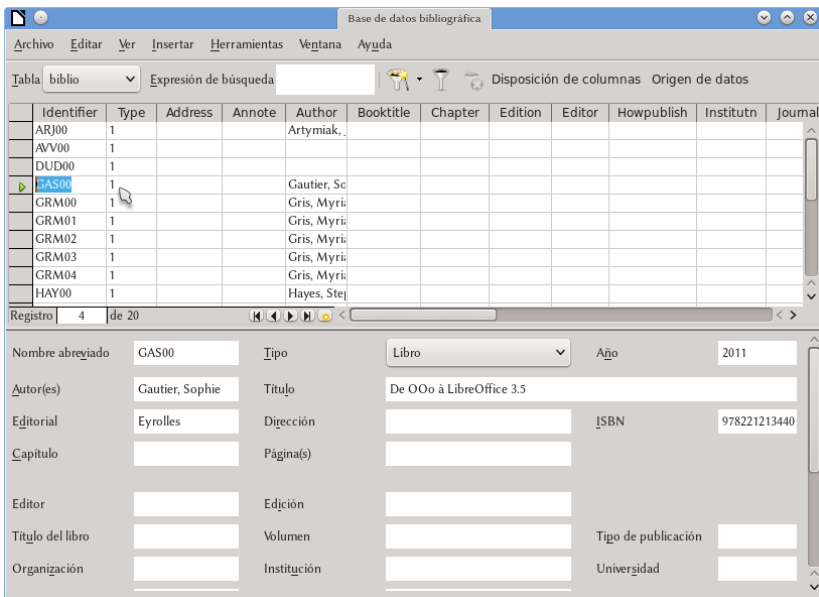 Base de datos bibliográfica
Archivo Editar Ver Insertar Herramientas Ventana Ayuda
Tabla biblio Expresión de búsqueda Disposición de columnas Origen de datos
Identifier Type Address Annote Author Booktitle Chapter Edition Editor Howpublish Institutn Journal
ARJ00 1 Artymiak,
AVV00 1
DUD00 1
GAS00 1 Gautier, So
GRM00 1 Gris, Myria
GRM01 1 Gris, Myria
GRM02 1 Gris, Myria
GRM03 1 Gris, Myria
GRM04 1 Gris, Myria
HAY00 1 Hayes, Step
Registro 4 de 20
Nombre abreviado GAS00 Tipo Libro Año 2011
Autor(es) Gautier, Sophie Título De OOo à LibreOffice 3.5
Editorial Eyrolles Dirección ISBN 978221213440
Capítulo Página(s)
Editor Edición
Título del libro Volumen Tipo de publicación
Organización Institución Universidad